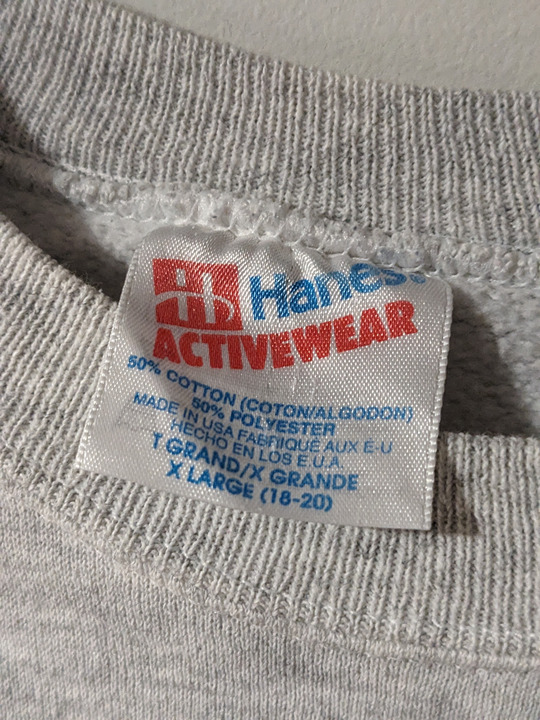 Hanes®
ACTIVEWEAR
50% COTTON (COTON/ALGODON)
50% POLYESTER
MADE IN USA FABRIQUÉ AUX E-U
HECHO EN LOS E.U.A.
T GRAND/X GRANDE
X LARGE (18-20)